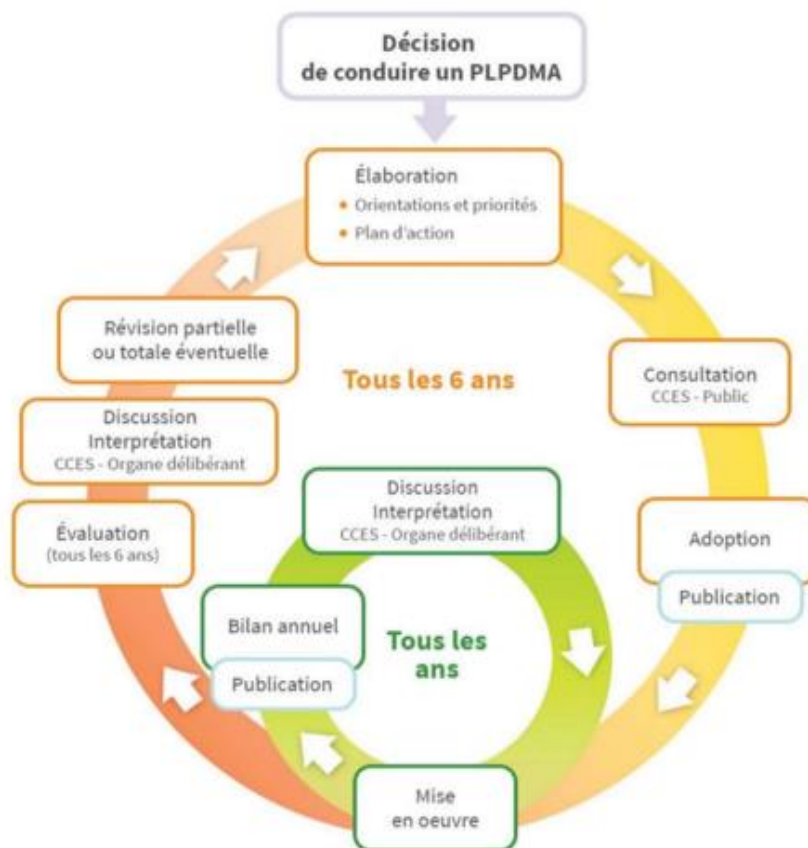 Décision
de conduire un PLPDMA
Élaboration
• Orientations et priorités
• Plan d'action
Révision partielle
ou totale éventuelle
Tous les 6 ans
Consultation
CCES - Public
Discussion
Interprétation
CCES - Organe délibérant
Discussion
Interprétation
CCES - Organe délibérant
Évaluation
(tous les 6 ans)
Adoption
Publication
Bilan annuel
Publication
Tous les
ans
Mise
en oeuvre